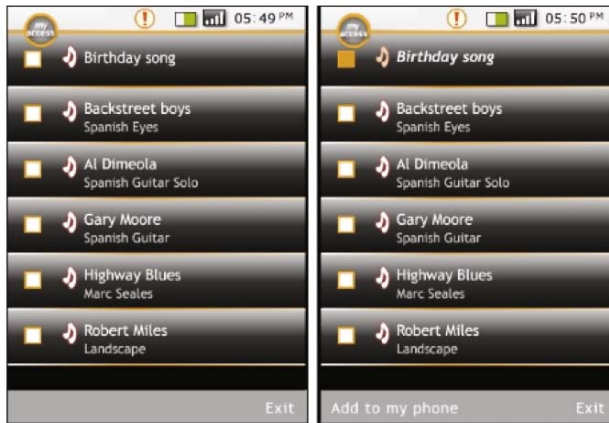 my
access
05:49 PM
Birthday song
Backstreet boys
Spanish Eyes
Al Dimeola
Spanish Guitar Solo
Gary Moore
Spanish Guitar
Highway Blues
Marc Seales
Robert Miles
Landscape
Exit
my
access
05:50 PM
Birthday song
Backstreet boys
Spanish Eyes
Al Dimeola
Spanish Guitar Solo
Gary Moore
Spanish Guitar
Highway Blues
Marc Seales
Robert Miles
Landscape
Add to my phone Exit